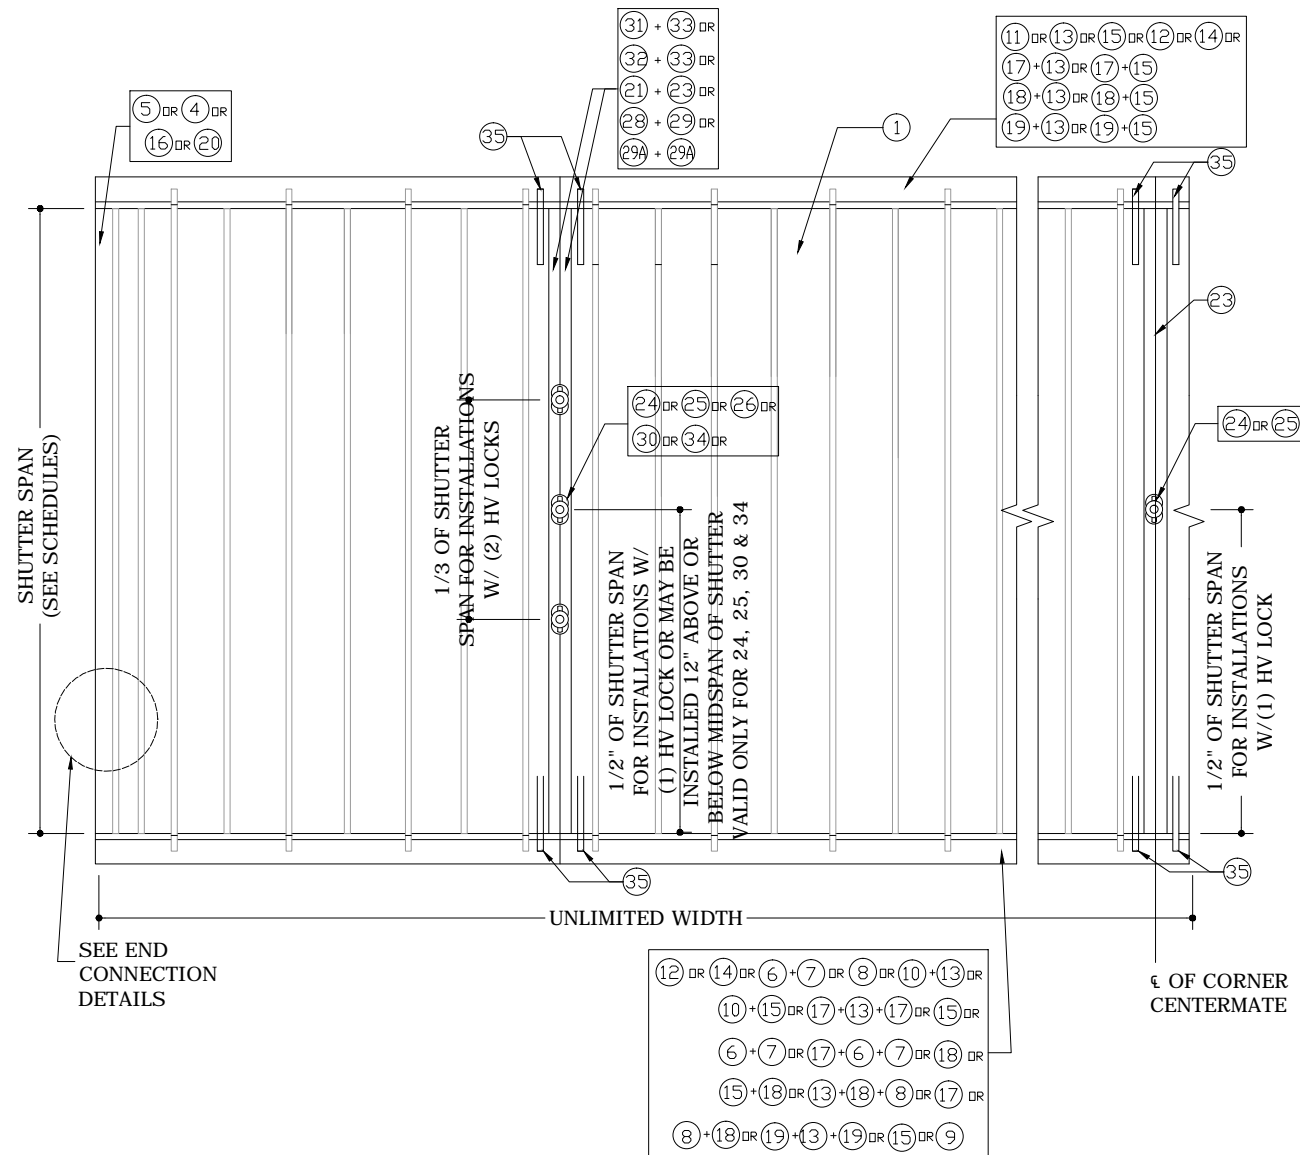 31 + 33 OR
32 + 33 OR
21 + 23 OR
28 + 29 OR
29A + 29A
11 OR 13 OR 15 OR 12 OR 14 OR
17 + 13 OR 17 + 15
18 + 13 OR 18 + 15
19 + 13 OR 19 + 15
5 OR 4 OR
16 OR 20
35
35
1
23
24 OR 25 OR 26 OR
30 OR 34 OR
24 OR 25
SHUTTER SPAN
(SEE SCHEDULES)
1/3 OF SHUTTER
SPAN FOR INSTALLATIONS
W/ (2) HV LOCKS
1/2" OF SHUTTER SPAN
FOR INSTALLATIONS W/
(1) HV LOCK OR MAY BE
INSTALLED 12" ABOVE OR
BELOW MIDSPAN OF SHUTTER
VALID ONLY FOR 24, 25, 30 & 34
1/2" OF SHUTTER SPAN
FOR INSTALLATIONS
W/(1) HV LOCK
35
35
UNLIMITED WIDTH
SEE END
CONNECTION
DETAILS
℄ OF CORNER
CENTERMATE
12 OR 14 OR 6 + 7 OR 8 OR 10 + 13 OR
10 + 15 OR 17 + 13 + 17 OR 15 OR
6 + 7 OR 17 + 6 + 7 OR 18 OR
15 + 18 OR 13 + 18 + 8 OR 17 OR
8 + 18 OR 19 + 13 + 19 OR 15 OR 9